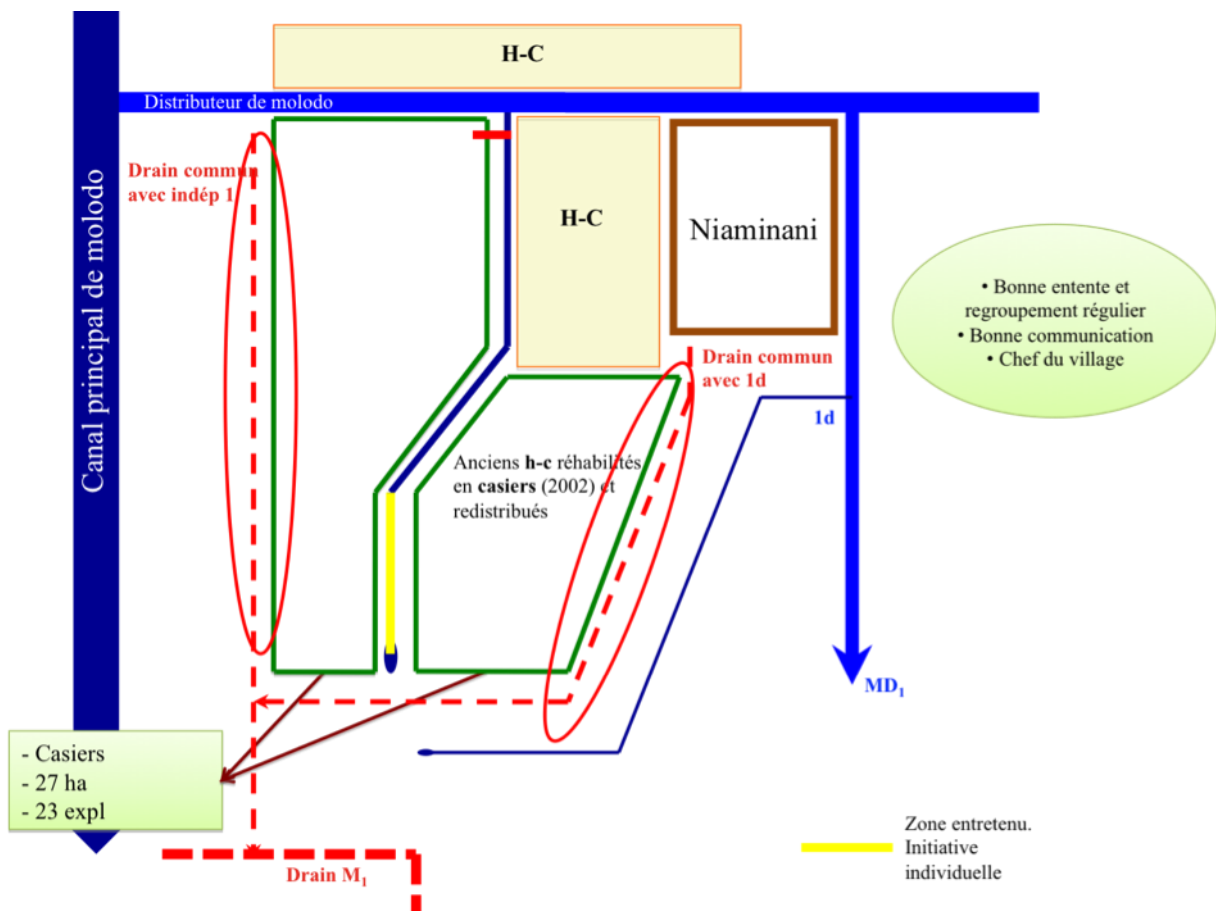 H-C
Distributeur de molodo
Canal principal de molodo
Drain commun
avec indép 1
H-C
Niaminani
• Bonne entente et
regroupement régulier
• Bonne communication
• Chef du village
Drain commun
avec 1d
1d
Anciens h-c réhabilités
en casiers (2002) et
redistribués
MD₁
- Casiers
- 27 ha
- 23 expl
Drain M₁
Zone entretenu.
Initiative
individuelle